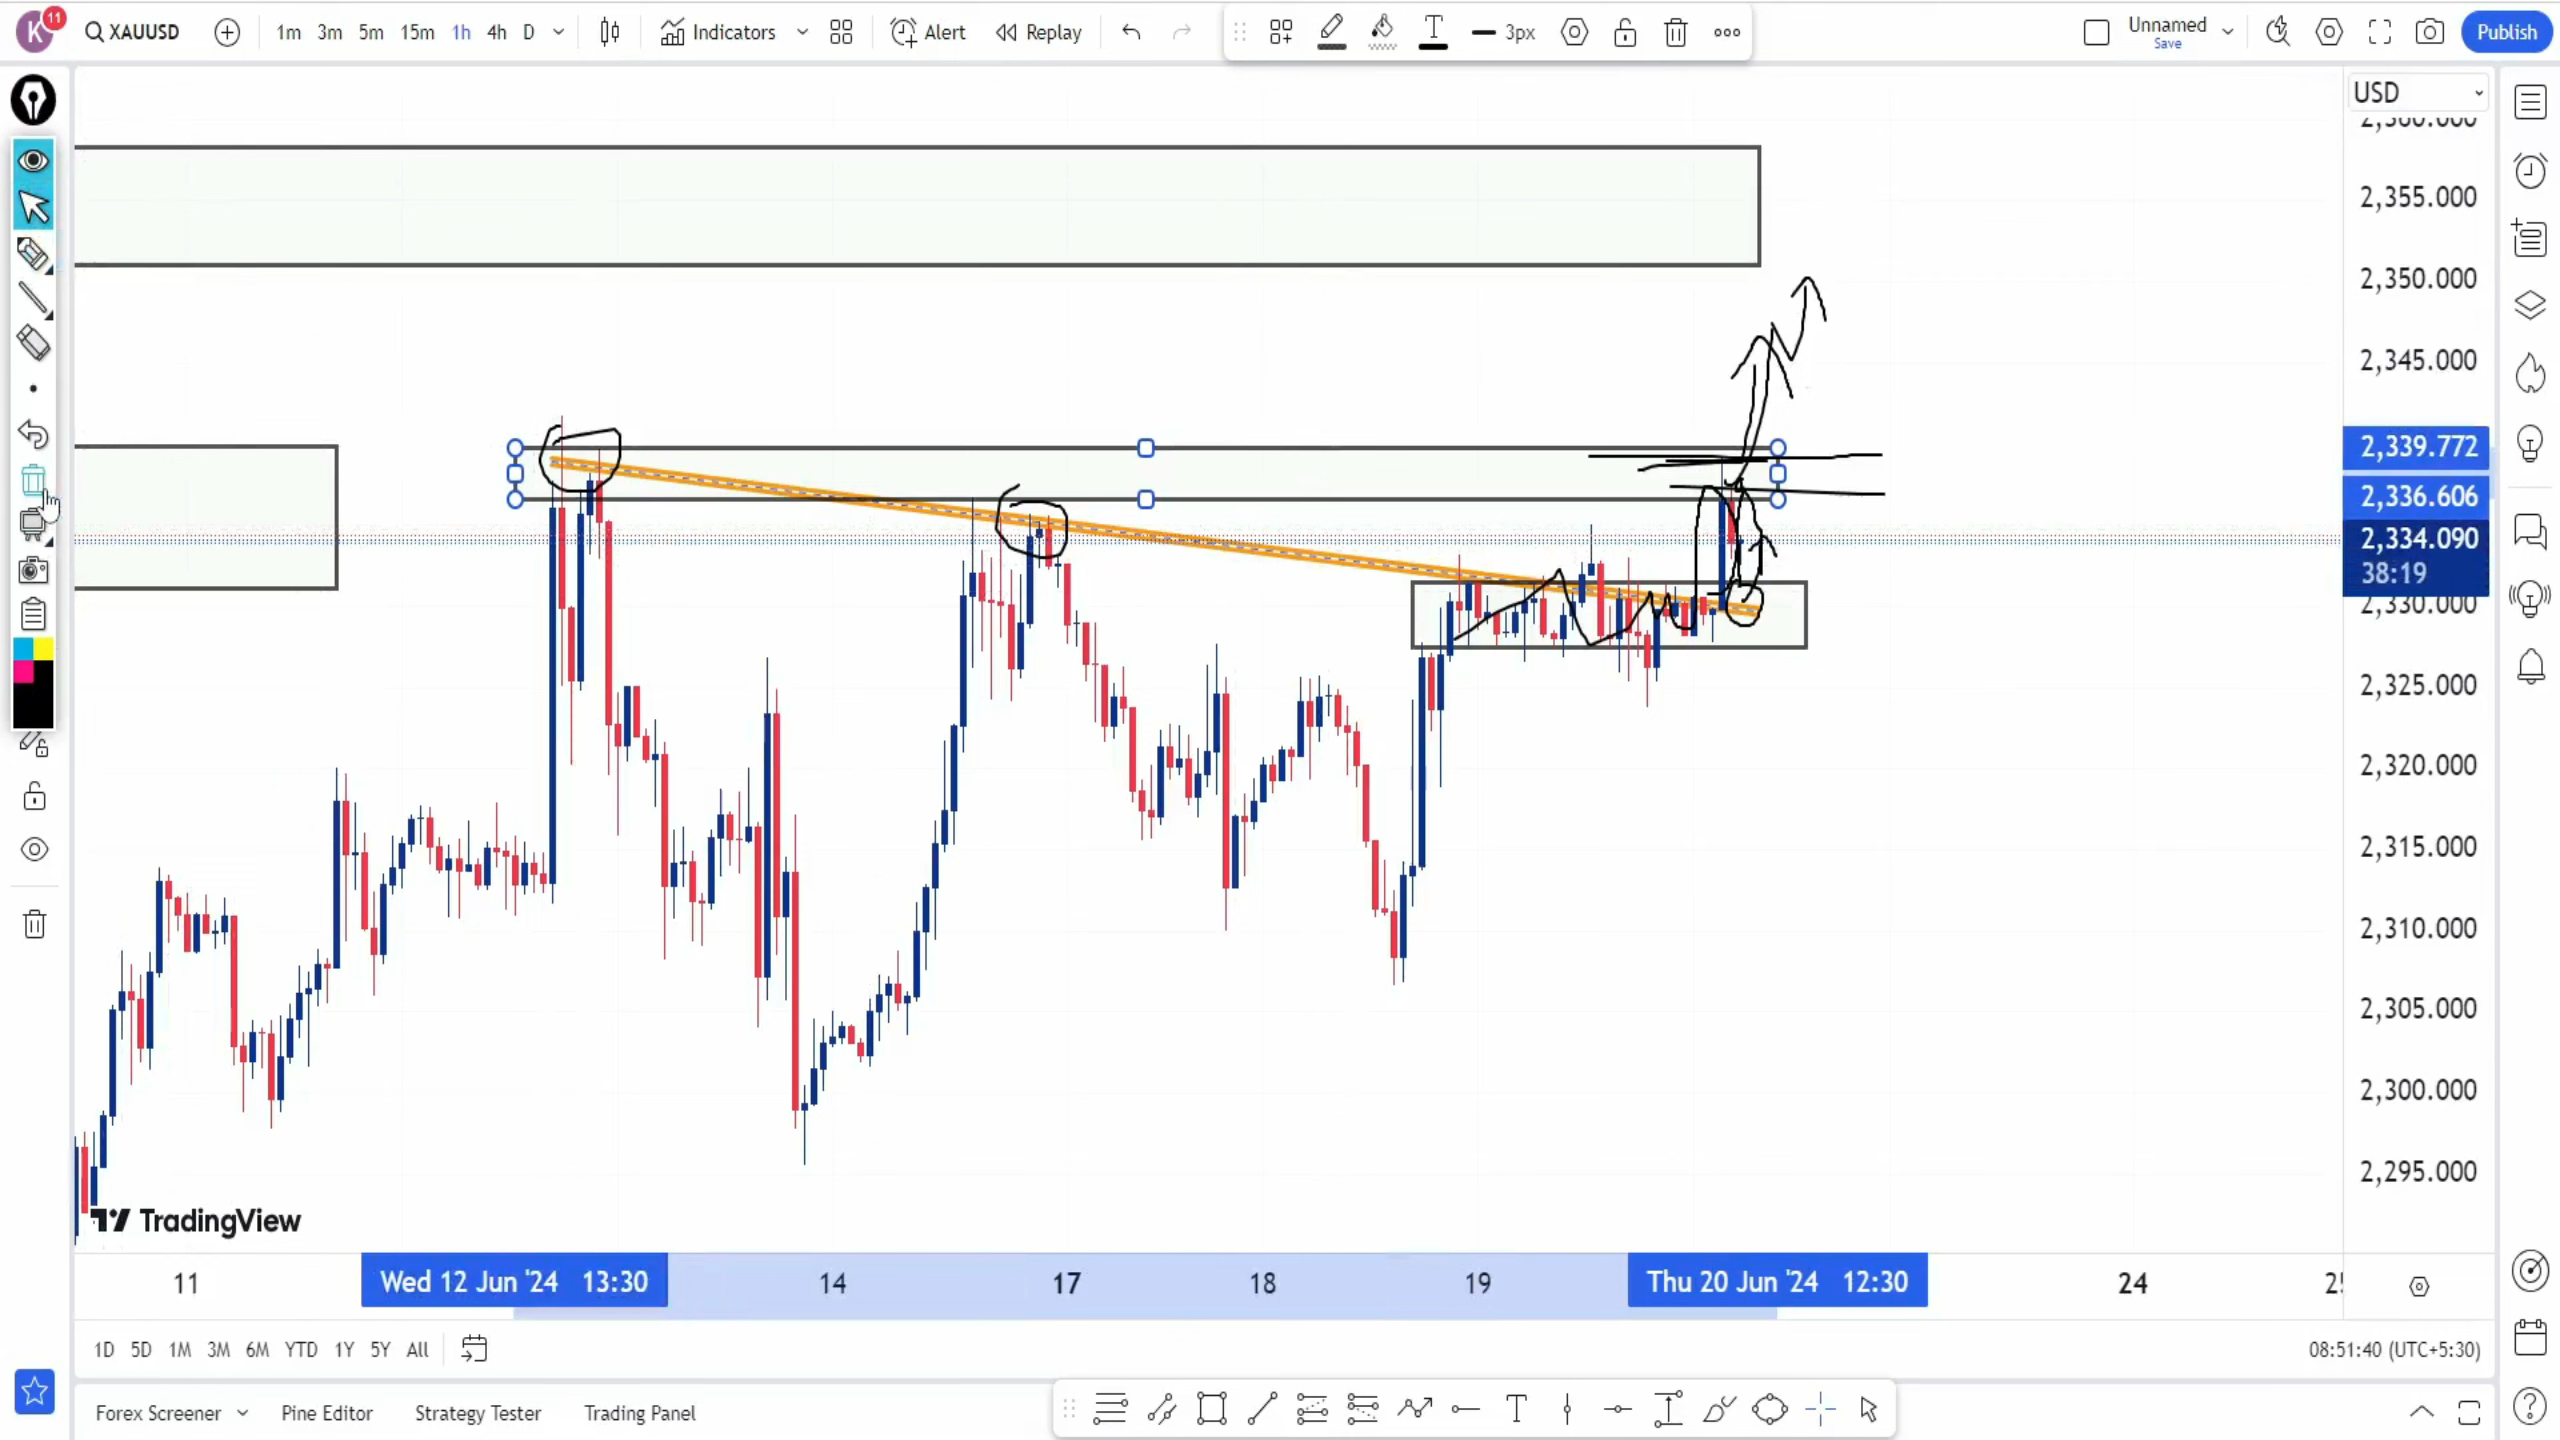 K 11 XAUUSD 1m 3m 5m 15m 1h 4h D Indicators Alert Replay T 3px Unnamed Publish
Save
USD
2,355.000
2,350.000
2,345.000
2,339.772
2,336.606
2,334.090
38:19
2,330.000
2,325.000
2,320.000
2,315.000
2,310.000
2,305.000
2,300.000
2,295.000
TradingView
11 Wed 12 Jun '24 13:30 14 17 18 19 Thu 20 Jun '24 12:30 24
1D 5D 1M 3M 6M YTD 1Y 5Y All 08:51:40 (UTC+5:30)
Forex Screener Pine Editor Strategy Tester Trading Panel T